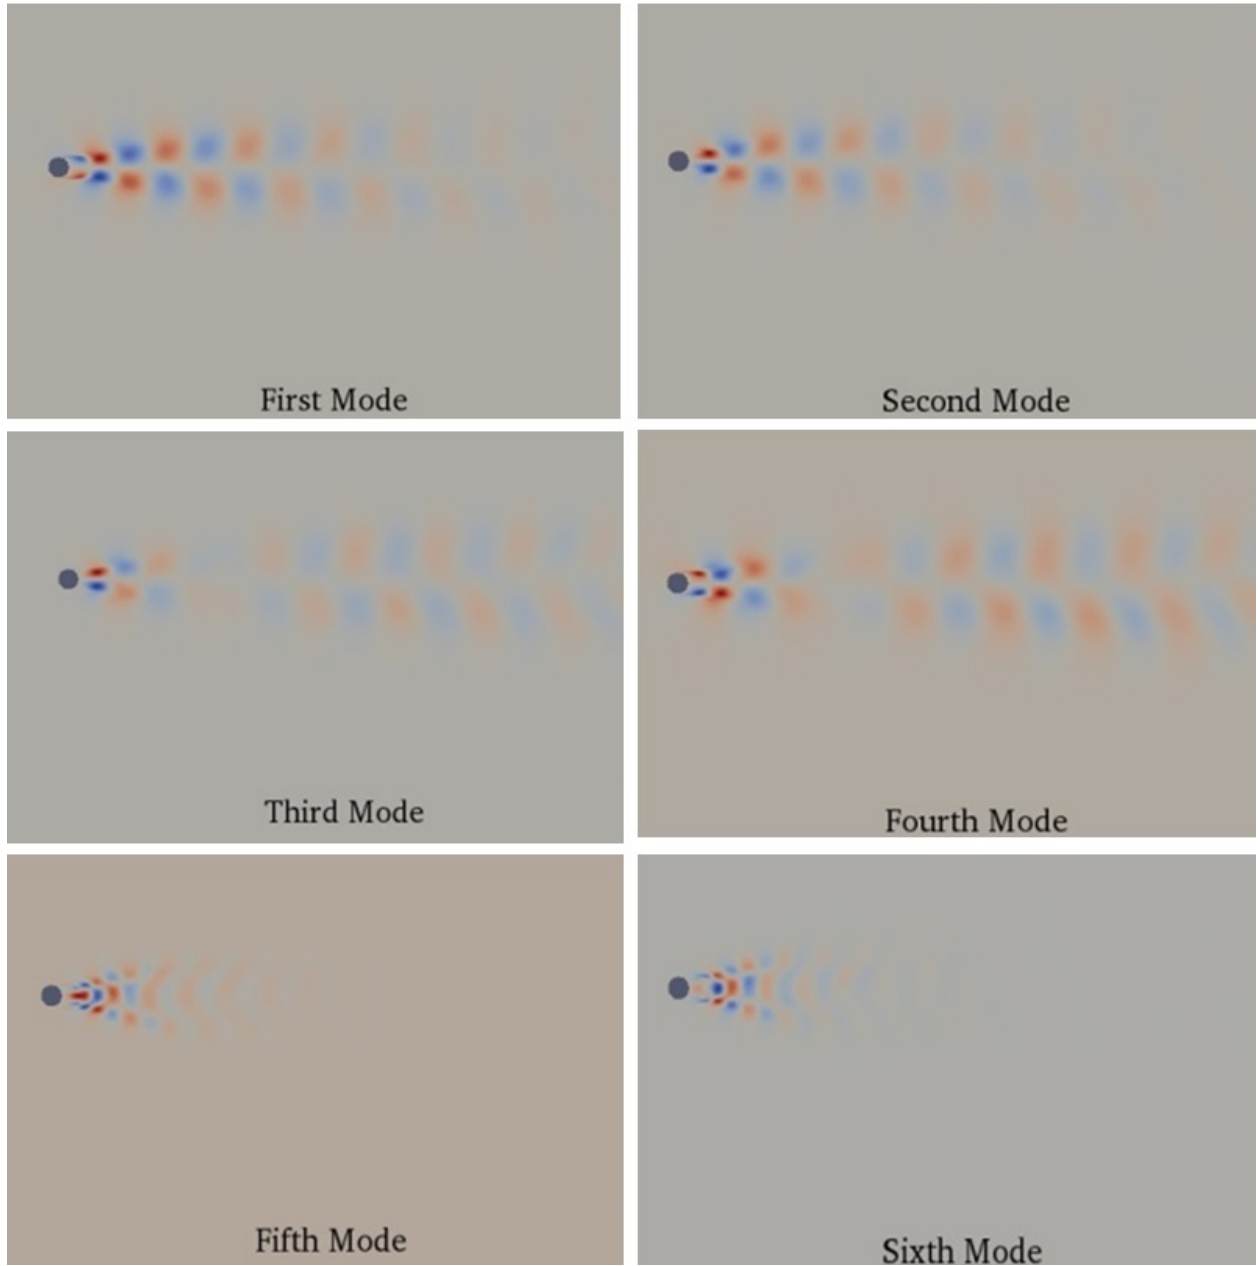 First Mode
Second Mode
Third Mode
Fourth Mode
Fifth Mode
Sixth Mode